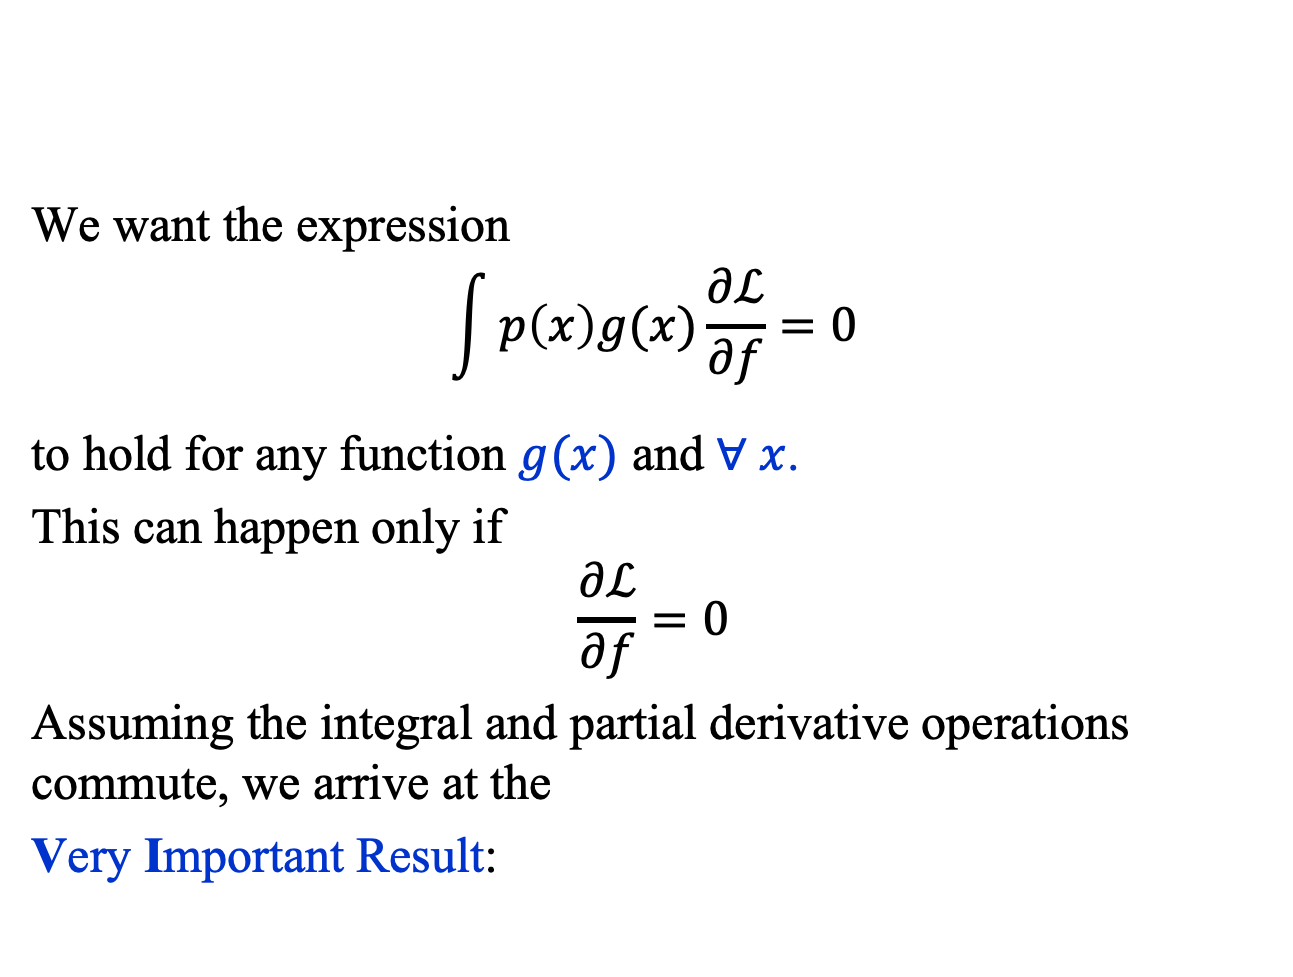 We want the expression
∫ p(x)g(x) ∂ℒ/∂f = 0
to hold for any function g(x) and ∀ x.
This can happen only if
∂ℒ/∂f = 0
Assuming the integral and partial derivative operations
commute, we arrive at the
Very Important Result: